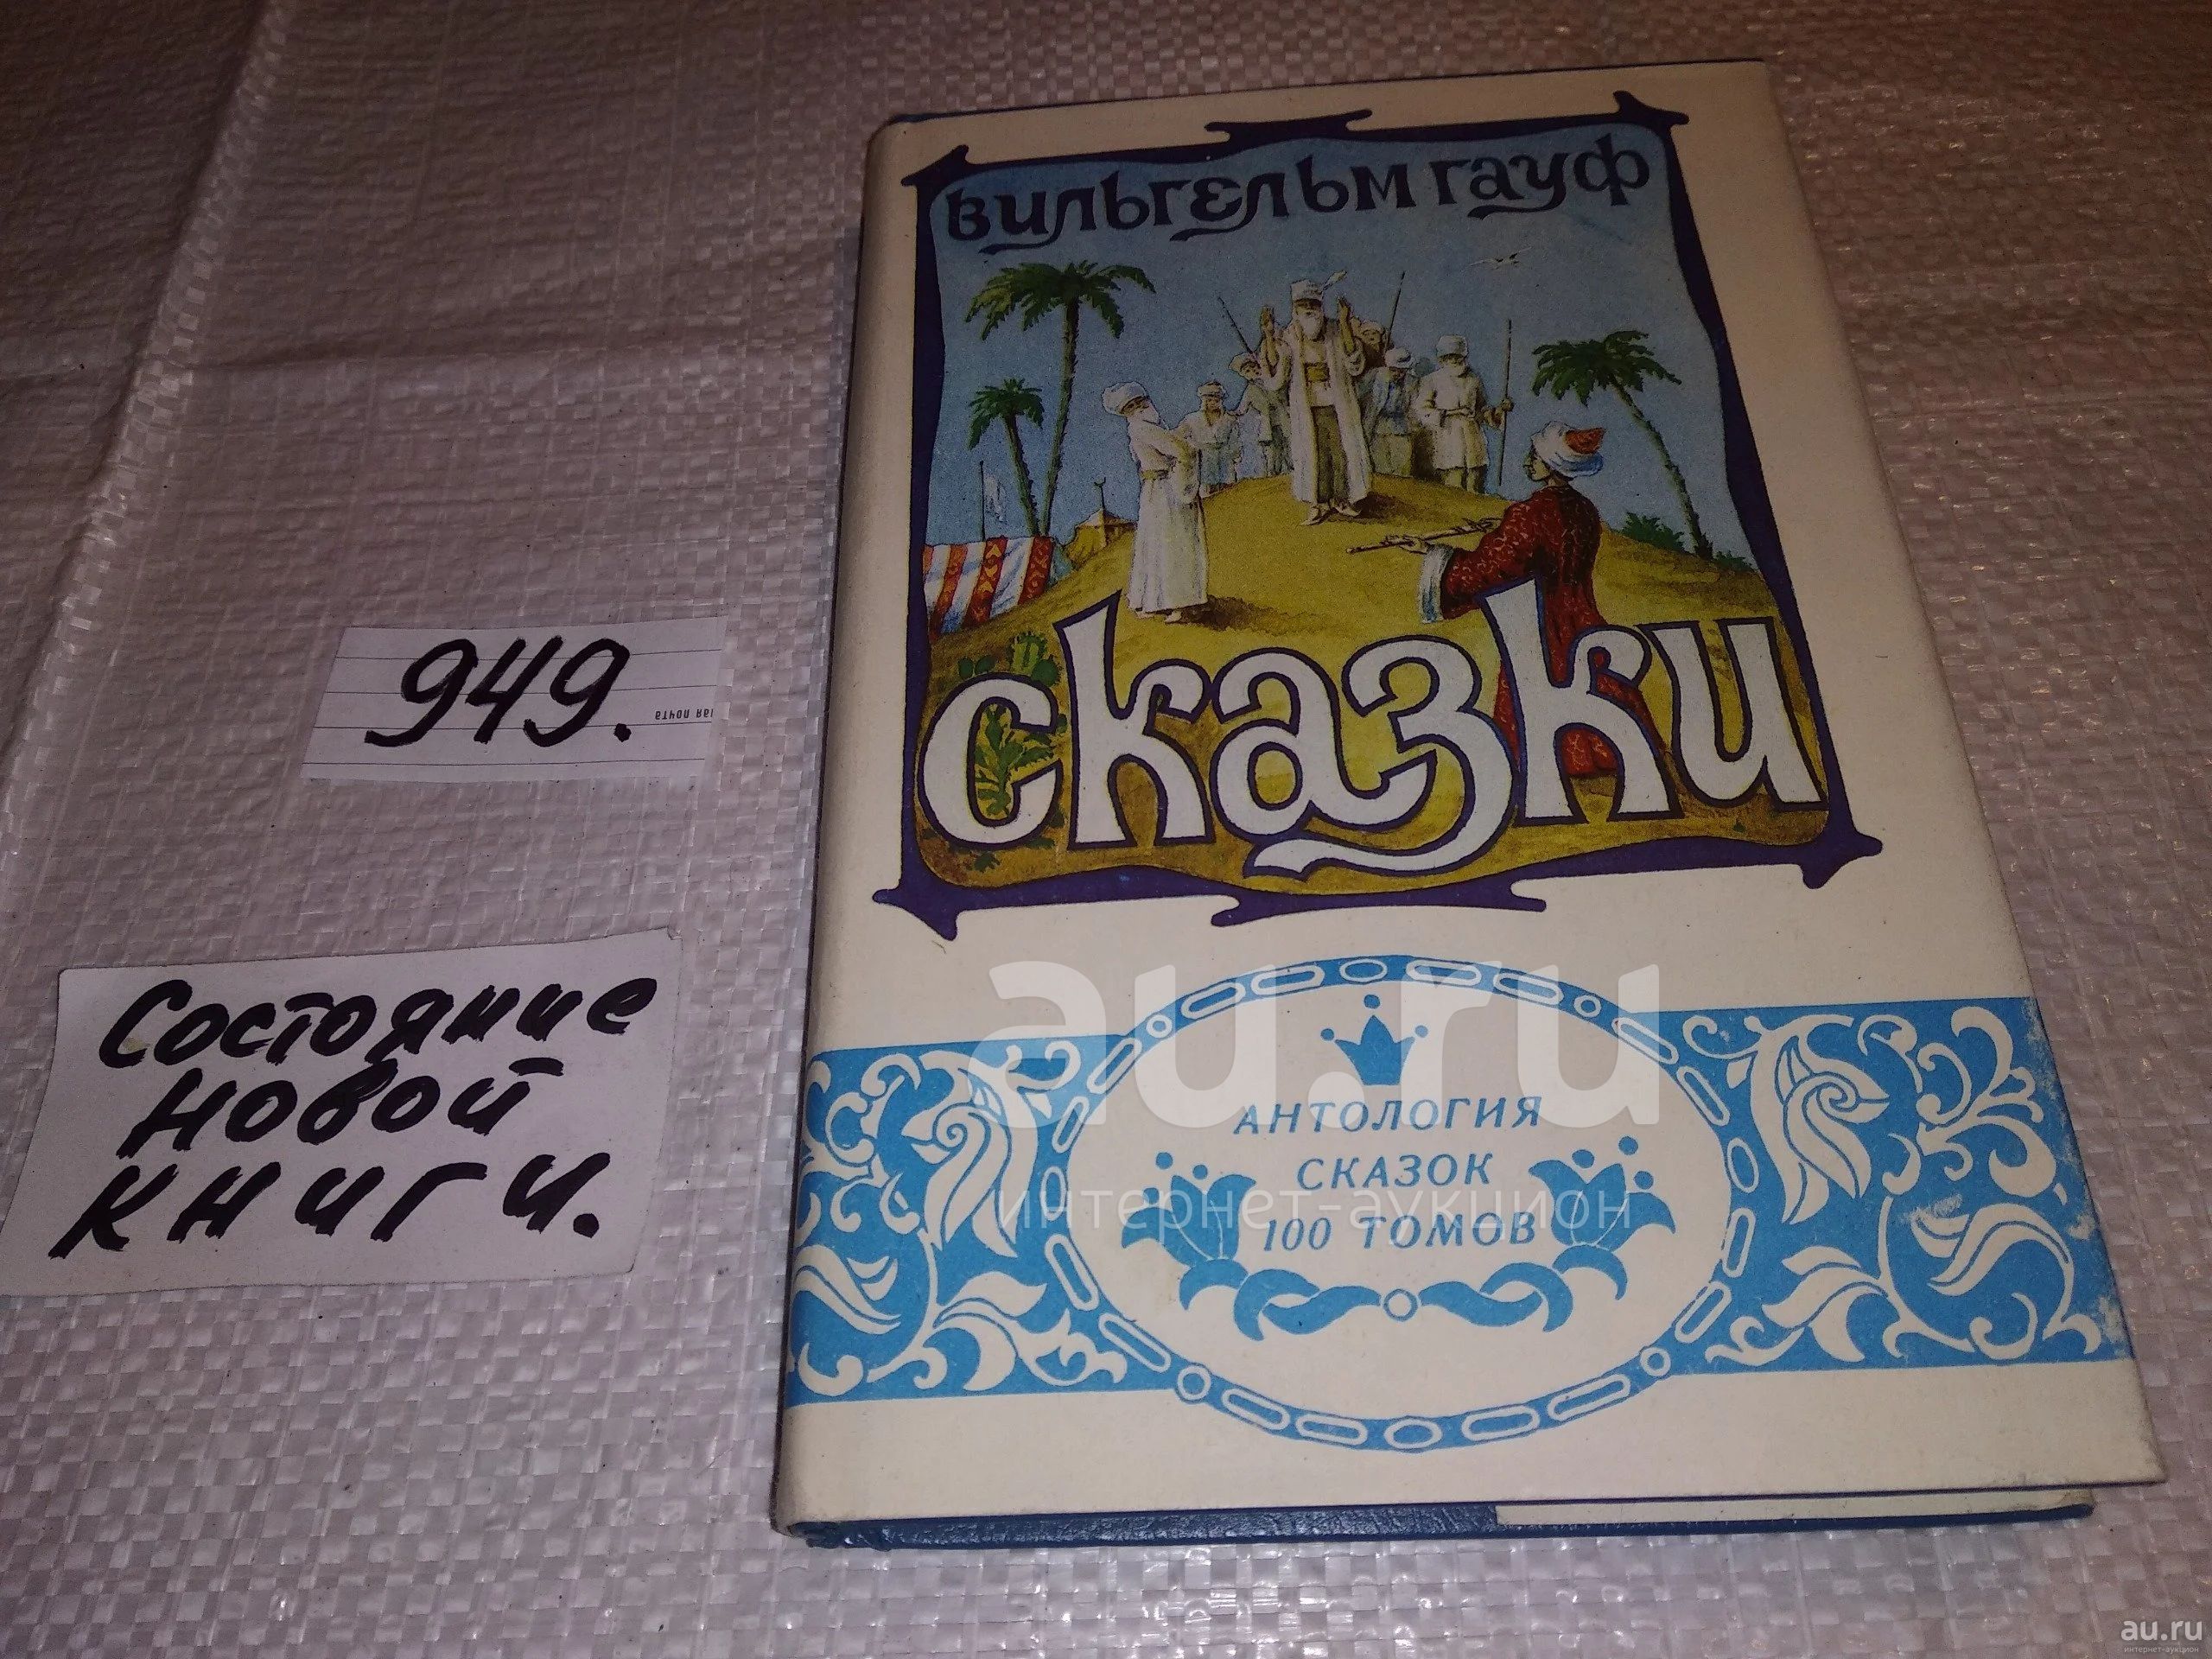 вильгельм гауф
сказки
АНТОЛОГИЯ
СКАЗОК
100 ТОМОВ
949.
ная почта
Состояние
новой
книги.
au.ru
интернет-аукцион
au.ru
интернет-аукцион